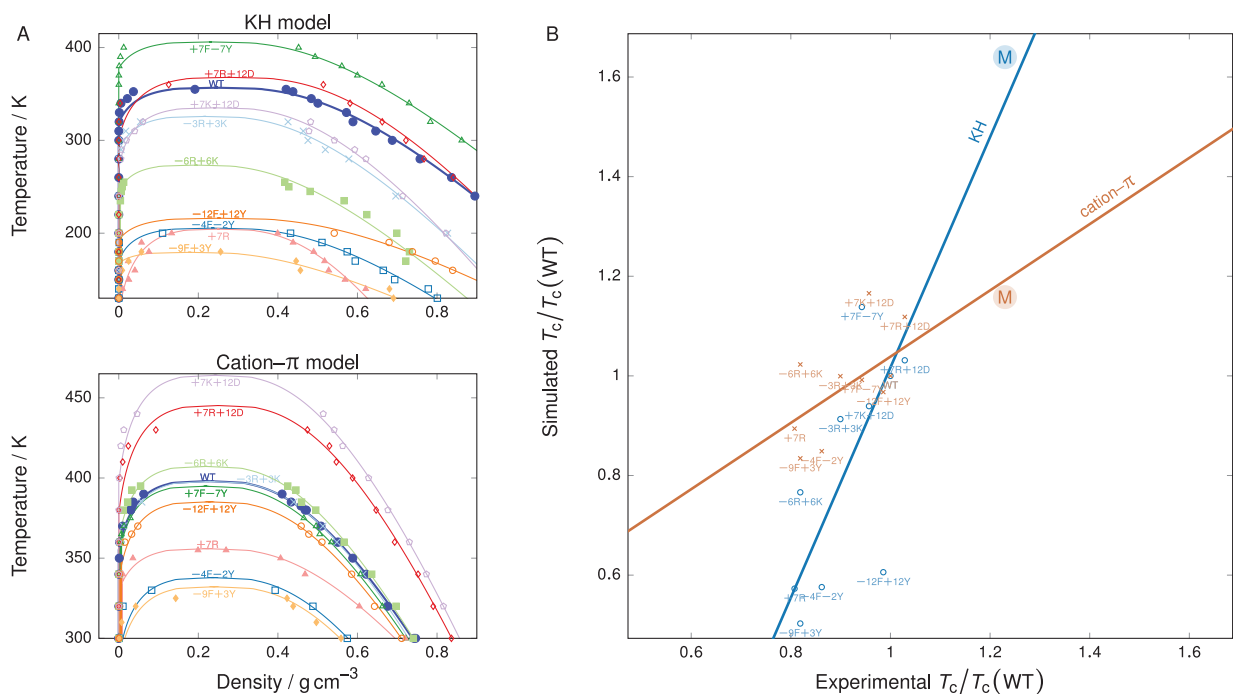 A
KH model
Temperature / K
400
300
200
+7F−7Y
+7R+12D
WT
+7K+12D
−3R+3K
−6R+6K
−12F+12Y
−4F−2Y
+7R
−9F+3Y
0 0.2 0.4 0.6 0.8
Cation–π model
Temperature / K
450
400
350
300
+7K+12D
+7R+12D
−6R+6K
WT
−3R+3K
+7F−7Y
−12F+12Y
+7R
−4F−2Y
−9F+3Y
0 0.2 0.4 0.6 0.8
Density / g cm⁻³
B
Simulated Tc/Tc(WT)
1.6
1.4
1.2
1.0
0.8
0.6
M
KH
cation–π
M
+7K+12D
+7F−7Y
+7R+12D
+7R+12D
−6R+6K
−3R+3K
+7F−7Y
WT
−12F+12Y
+7K+12D
−3R+3K
+7R
−4F−2Y
−9F+3Y
−6R+6K
−12F+12Y
+7R
−4F−2Y
−9F+3Y
0.6 0.8 1 1.2 1.4 1.6
Experimental Tc/Tc(WT)